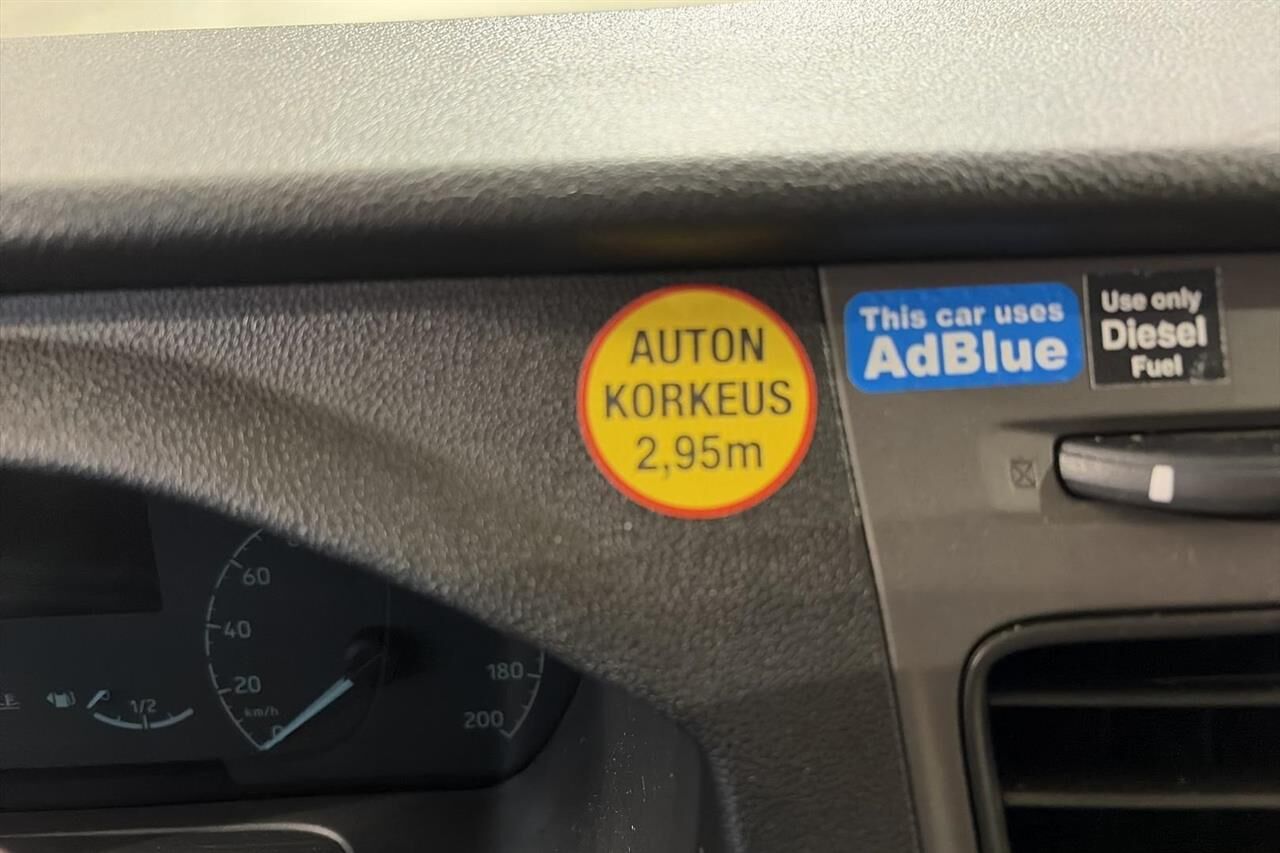 AUTON
KORKEUS
2,95m
This car uses
AdBlue
Use only
Diesel
Fuel
60
40
20
km/h
0
1/2
180
200